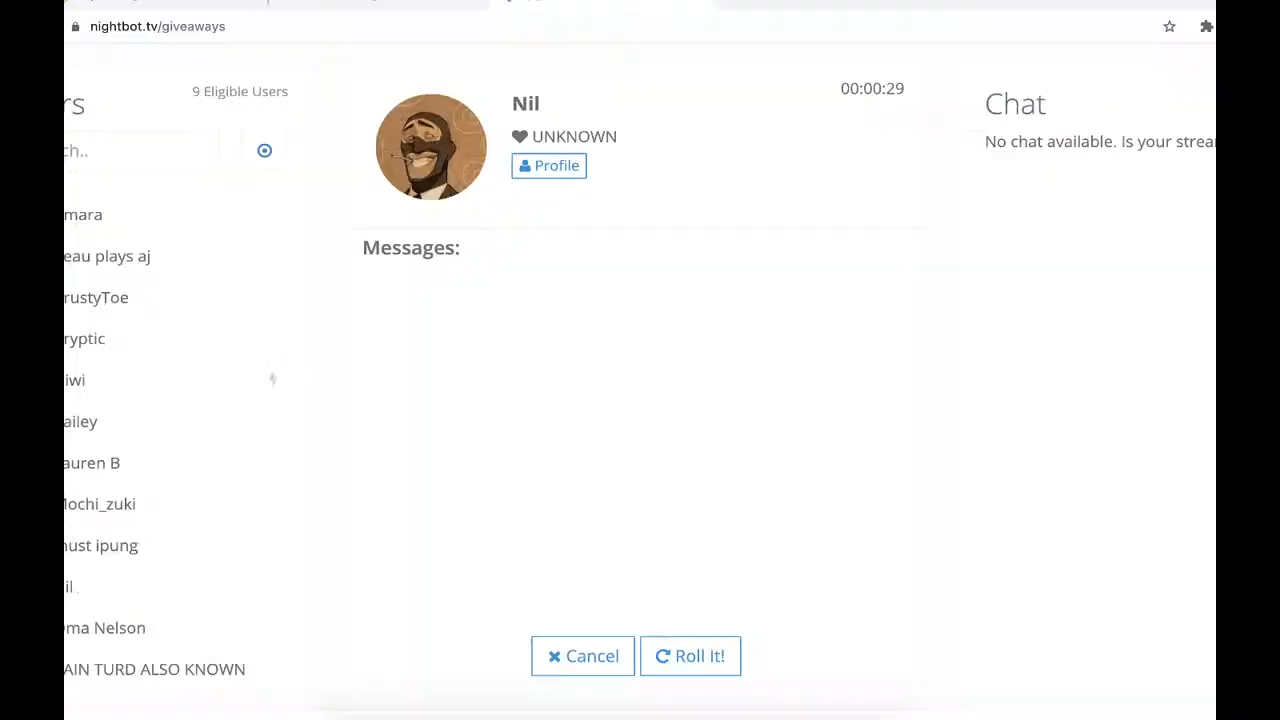 nightbot.tv/giveaways
rs
9 Eligible Users
ch..
mara
eau plays aj
rustyToe
ryptic
iwi
ailey
auren B
Mochi_zuki
nust ipung
il
ma Nelson
AIN TURD ALSO KNOWN
Nil
UNKNOWN
Profile
00:00:29
Messages:
Cancel
Roll It!
Chat
No chat available. Is your strea